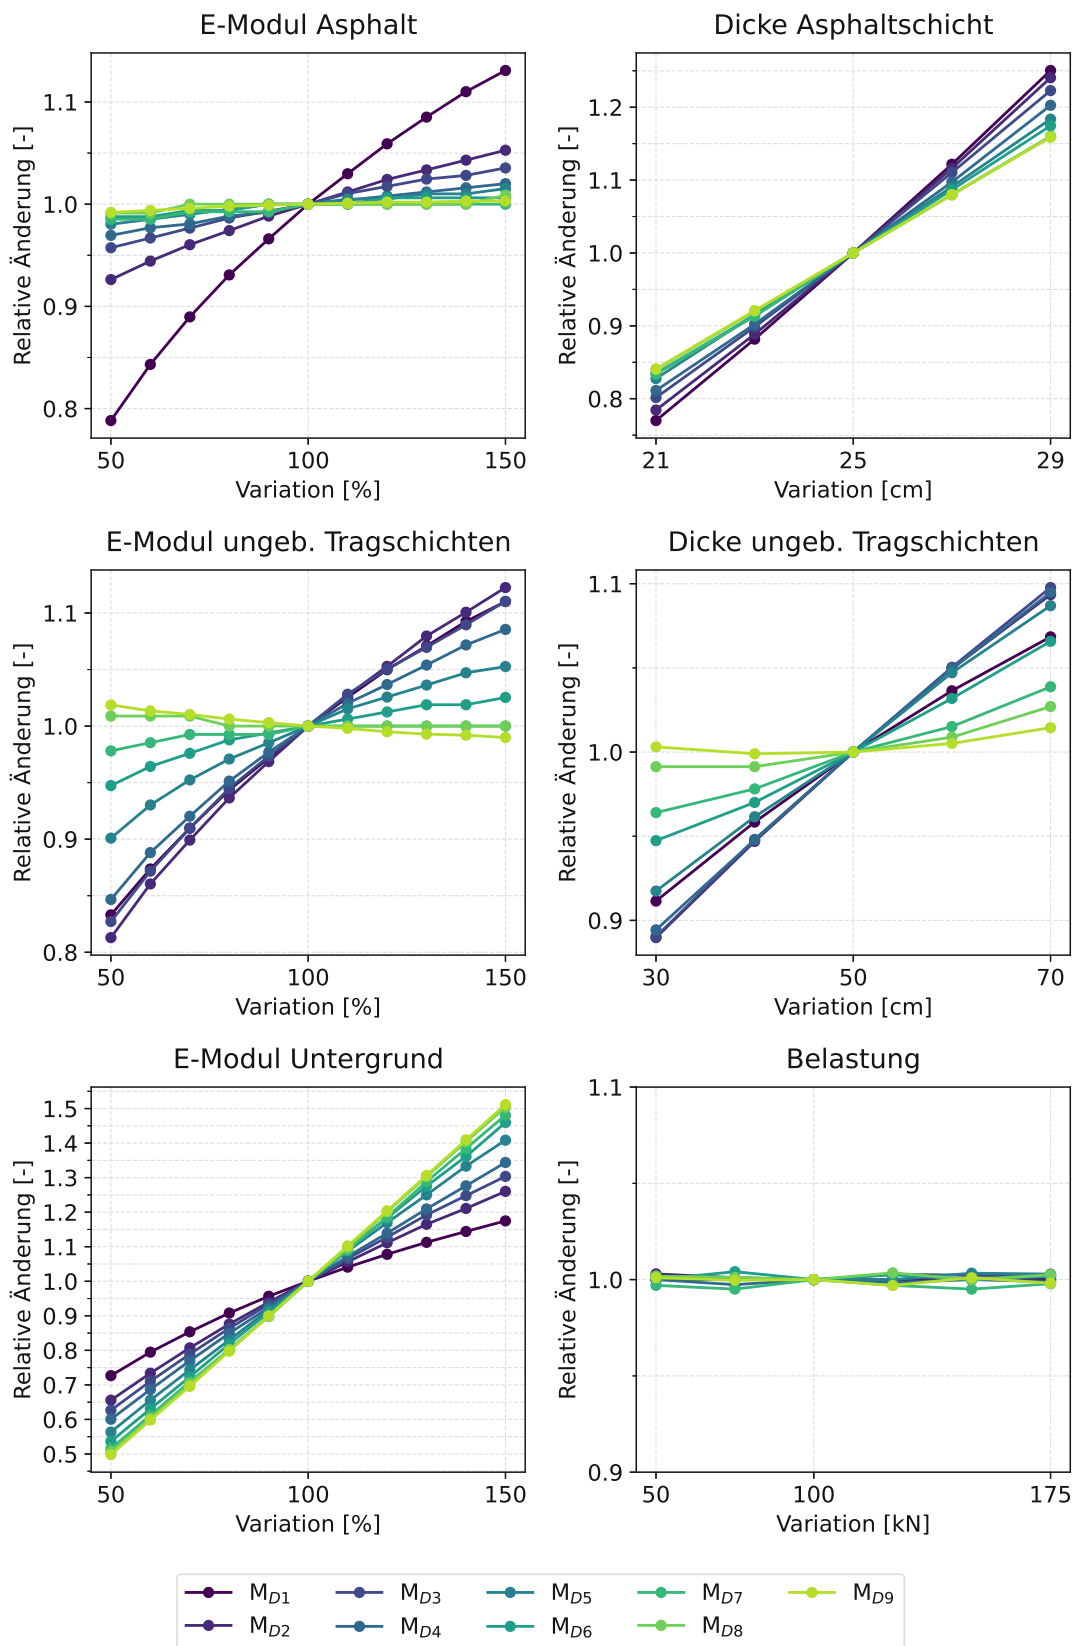 E-Modul Asphalt
Relative Änderung [-]
1.1
1.0
0.9
0.8
50 100 150
Variation [%]
Dicke Asphaltschicht
Relative Änderung [-]
1.2
1.1
1.0
0.9
0.8
21 25 29
Variation [cm]
E-Modul ungeb. Tragschichten
Relative Änderung [-]
1.1
1.0
0.9
0.8
50 100 150
Variation [%]
Dicke ungeb. Tragschichten
Relative Änderung [-]
1.1
1.0
0.9
30 50 70
Variation [cm]
E-Modul Untergrund
Relative Änderung [-]
1.5
1.4
1.3
1.2
1.1
1.0
0.9
0.8
0.7
0.6
0.5
50 100 150
Variation [%]
Belastung
Relative Änderung [-]
1.1
1.0
0.9
50 100 175
Variation [kN]
M_D1 M_D3 M_D5 M_D7 M_D9
M_D2 M_D4 M_D6 M_D8